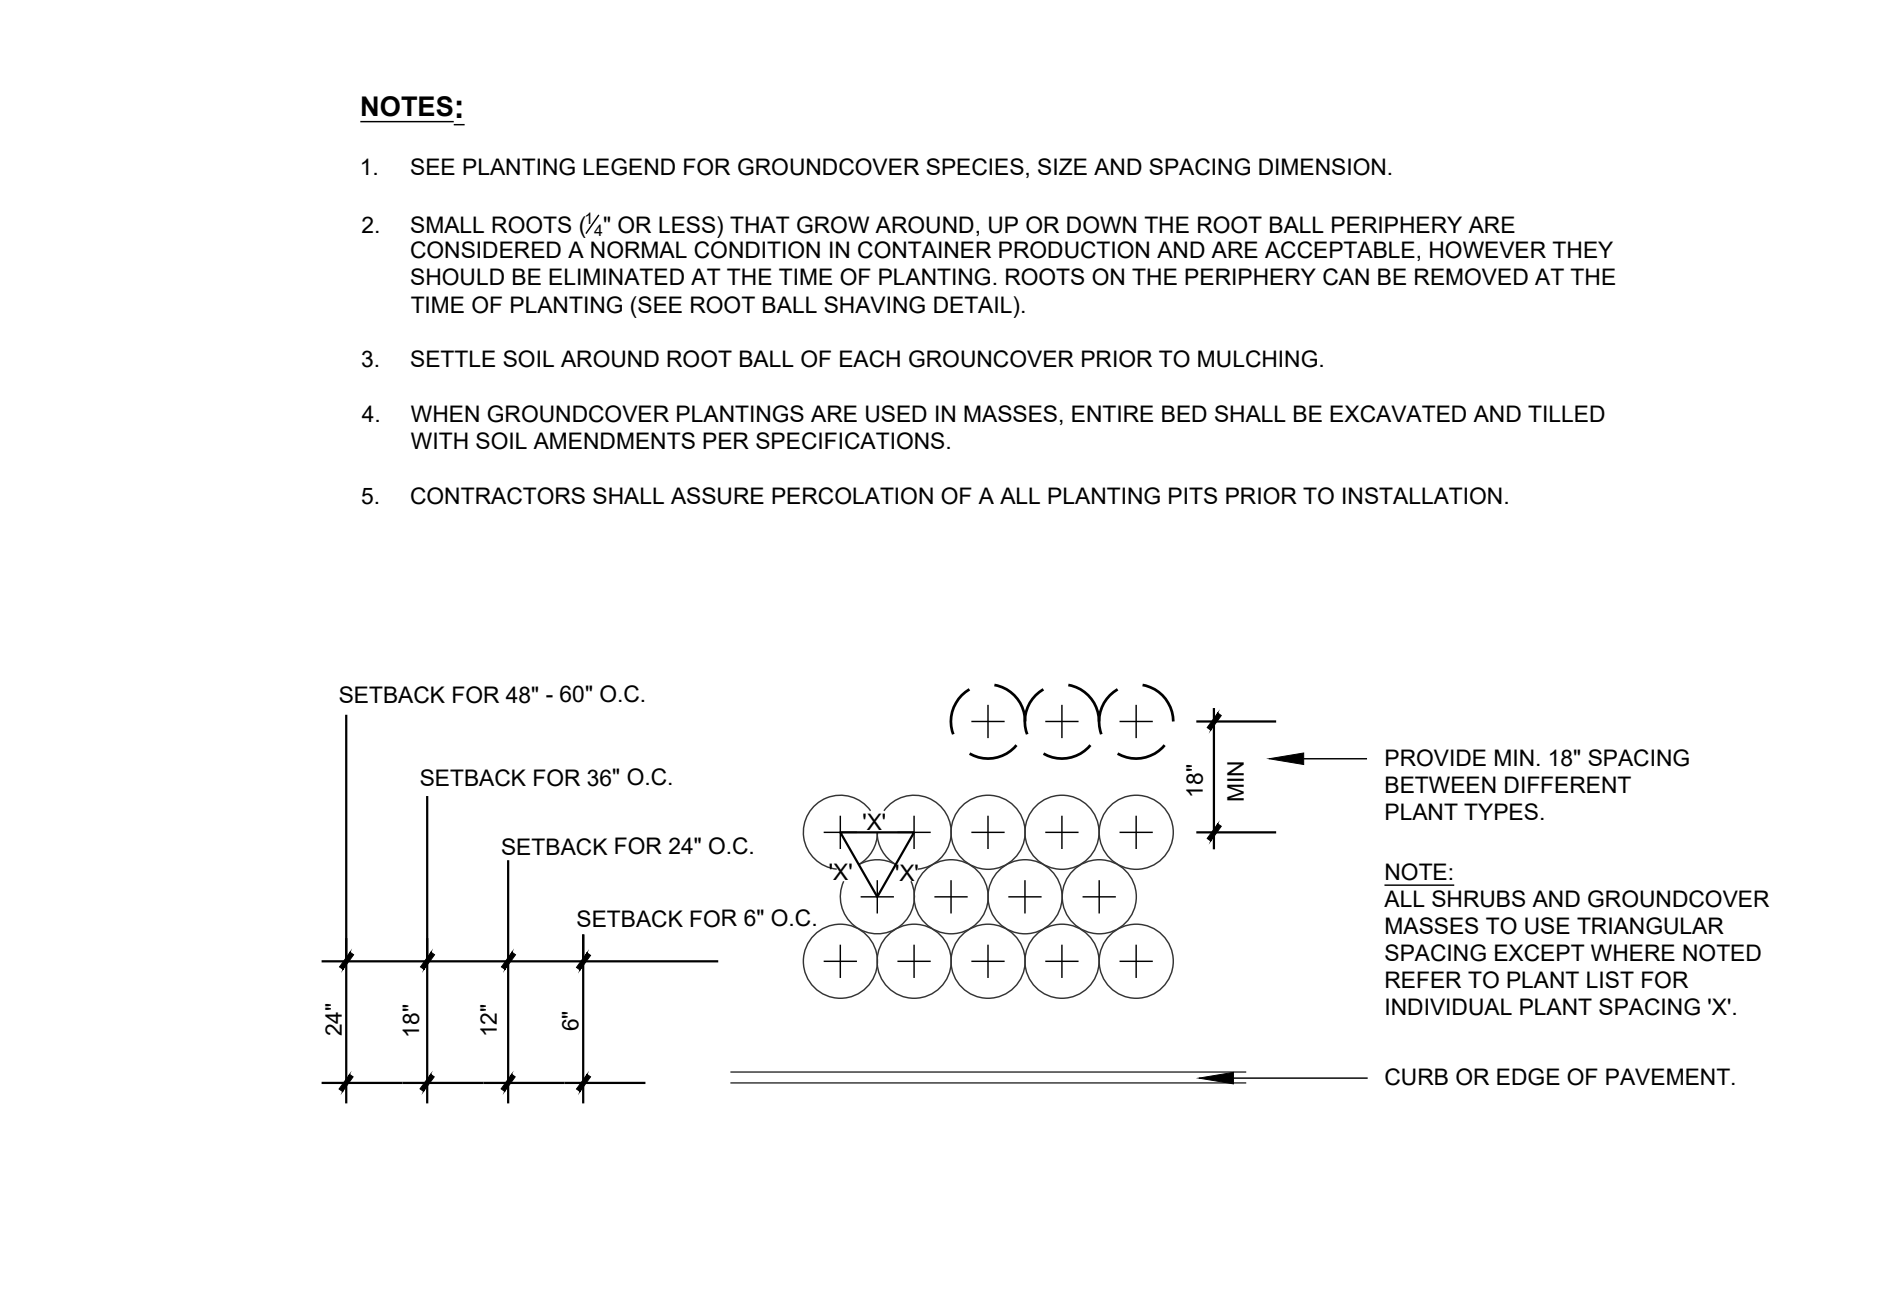 NOTES:
1. SEE PLANTING LEGEND FOR GROUNDCOVER SPECIES, SIZE AND SPACING DIMENSION.
2. SMALL ROOTS (¼" OR LESS) THAT GROW AROUND, UP OR DOWN THE ROOT BALL PERIPHERY ARE
CONSIDERED A NORMAL CONDITION IN CONTAINER PRODUCTION AND ARE ACCEPTABLE, HOWEVER THEY
SHOULD BE ELIMINATED AT THE TIME OF PLANTING. ROOTS ON THE PERIPHERY CAN BE REMOVED AT THE
TIME OF PLANTING (SEE ROOT BALL SHAVING DETAIL).
3. SETTLE SOIL AROUND ROOT BALL OF EACH GROUNCOVER PRIOR TO MULCHING.
4. WHEN GROUNDCOVER PLANTINGS ARE USED IN MASSES, ENTIRE BED SHALL BE EXCAVATED AND TILLED
WITH SOIL AMENDMENTS PER SPECIFICATIONS.
5. CONTRACTORS SHALL ASSURE PERCOLATION OF A ALL PLANTING PITS PRIOR TO INSTALLATION.
SETBACK FOR 48" - 60" O.C.
SETBACK FOR 36" O.C.
SETBACK FOR 24" O.C.
SETBACK FOR 6" O.C.
24"
18"
12"
6"
'X'
'X'
'X'
18"
MIN
PROVIDE MIN. 18" SPACING
BETWEEN DIFFERENT
PLANT TYPES.
NOTE:
ALL SHRUBS AND GROUNDCOVER
MASSES TO USE TRIANGULAR
SPACING EXCEPT WHERE NOTED
REFER TO PLANT LIST FOR
INDIVIDUAL PLANT SPACING 'X'.
CURB OR EDGE OF PAVEMENT.